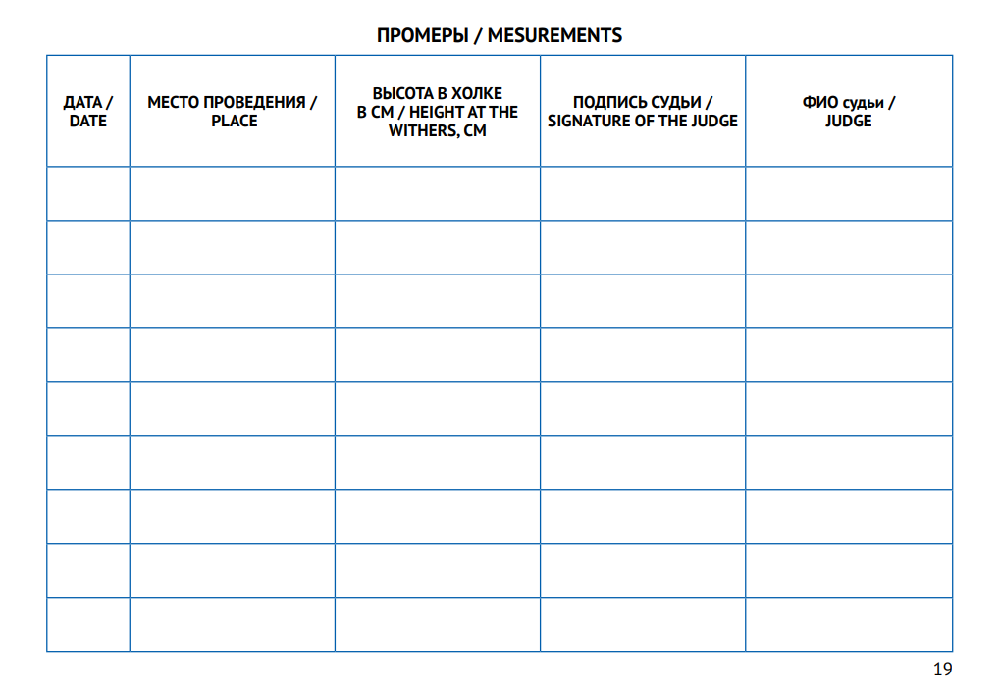 ПРОМЕРЫ / MESUREMENTS
ДАТА /
DATE
МЕСТО ПРОВЕДЕНИЯ /
PLACE
ВЫСОТА В ХОЛКЕ
В СМ / HEIGHT AT THE
WITHERS, СМ
ПОДПИСЬ СУДЬИ /
SIGNATURE OF THE JUDGE
ФИО судьи /
JUDGE
19